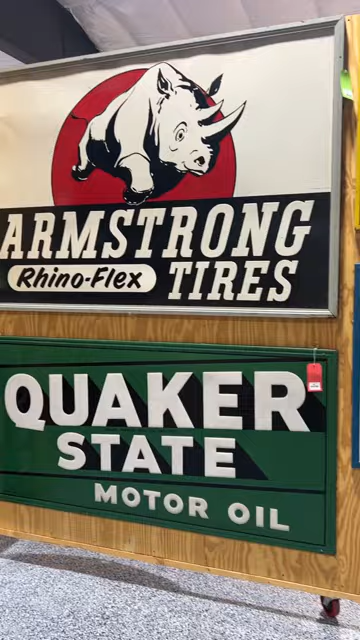 ARMSTRONG
Rhino-Flex TIRES
QUAKER
STATE
MOTOR OIL